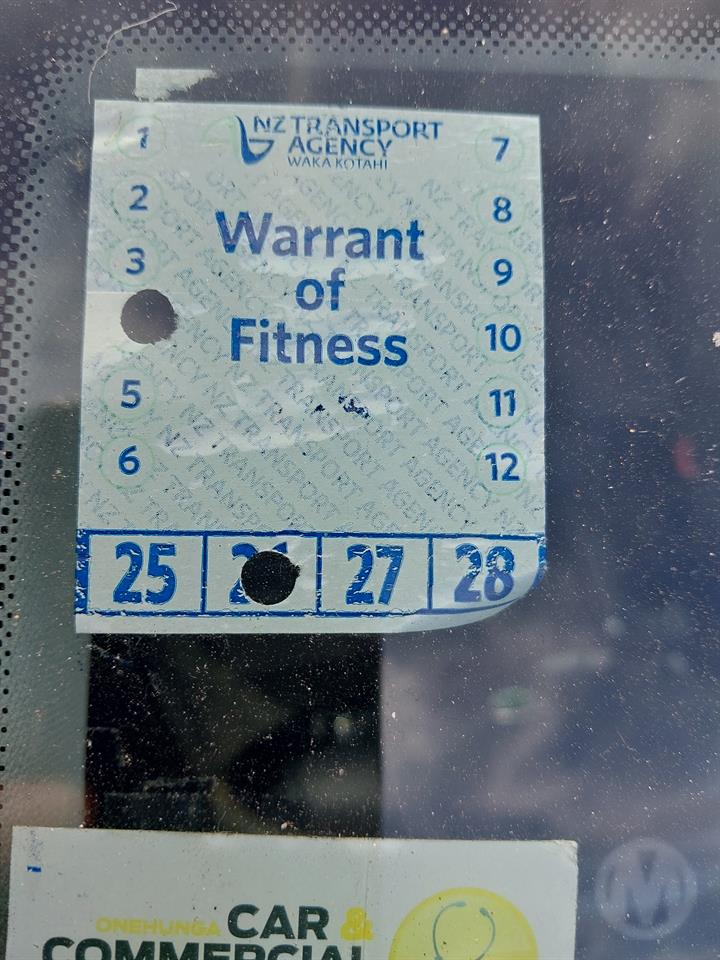 NZ TRANSPORT
AGENCY
WAKA KOTAHI
1
2
3
5
6
7
8
9
10
11
12
Warrant
of
Fitness
25
27
28
ONEHUNGA CAR &
COMMERCIAL